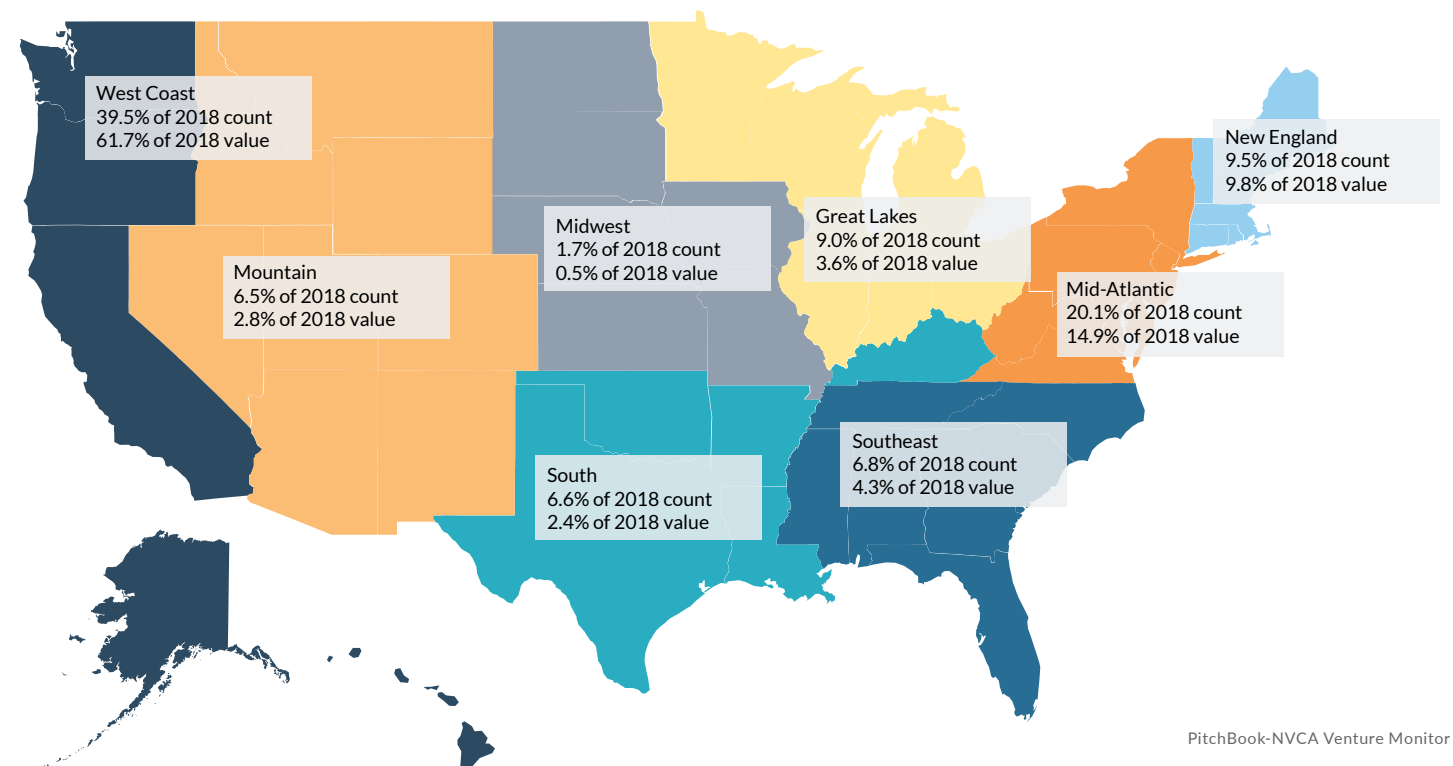 West Coast
39.5% of 2018 count
61.7% of 2018 value
New England
9.5% of 2018 count
9.8% of 2018 value
Midwest
1.7% of 2018 count
0.5% of 2018 value
Great Lakes
9.0% of 2018 count
3.6% of 2018 value
Mountain
6.5% of 2018 count
2.8% of 2018 value
Mid-Atlantic
20.1% of 2018 count
14.9% of 2018 value
Southeast
6.8% of 2018 count
4.3% of 2018 value
South
6.6% of 2018 count
2.4% of 2018 value
PitchBook-NVCA Venture Monitor